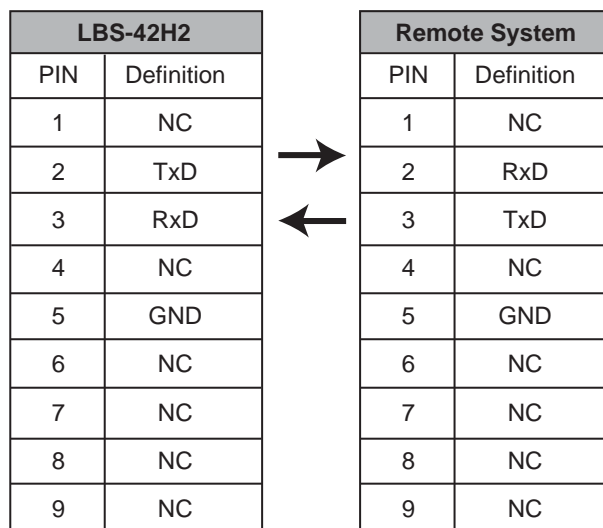 LBS-42H2 Remote System
PIN Definition PIN Definition
1 NC 1 NC
2 TxD 2 RxD
3 RxD 3 TxD
4 NC 4 NC
5 GND 5 GND
6 NC 6 NC
7 NC 7 NC
8 NC 8 NC
9 NC 9 NC